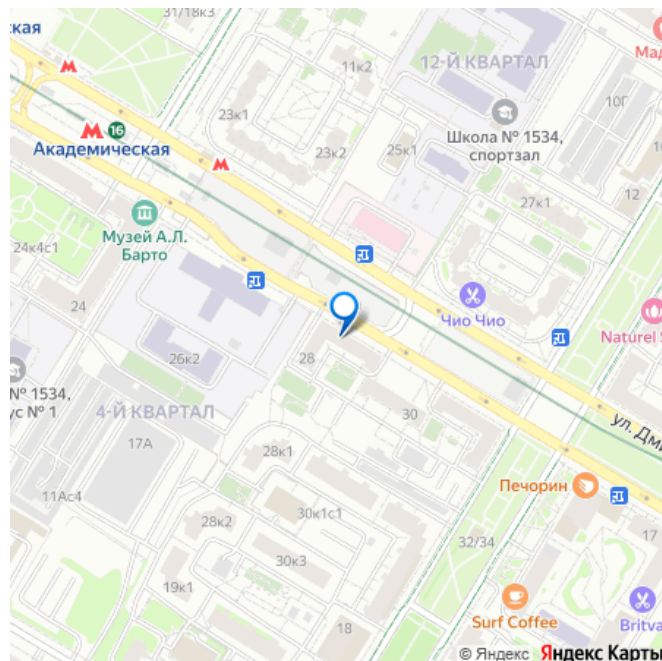 31/18к3
ская
11к2
12-Й КВАРТАЛ
Мад
10Г
23к1
16
Академическая
23к2
25к1
Школа № 1534,
спортзал
12
27к1
Музей А.Л.
Барто
24к4с1
24
Чио Чио
Naturel S
26к2
28
№ 1534,
ус № 1
4-Й КВАРТАЛ
30
ул. Дми
17А
28к1
Печорин
11Ас4
30к1с1
28к2
32/34
17
30к3
19к1
18
Surf Coffee
Britva
© Яндекс Яндекс Карты